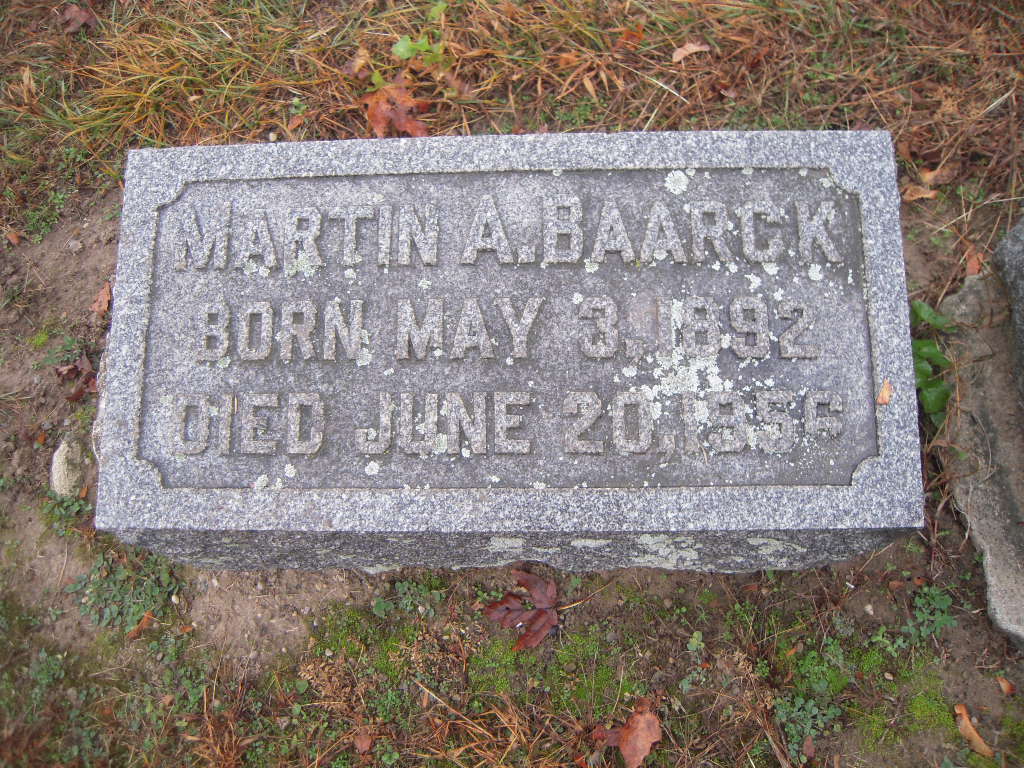 MARTIN A. BAARCK
BORN MAY 3, 1892
DIED JUNE 20, 1956